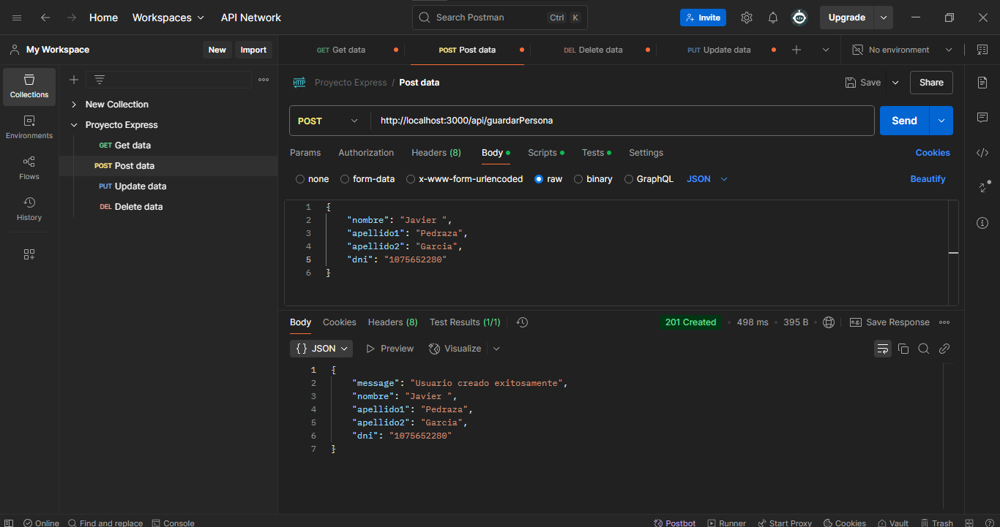 Home Workspaces API Network Search Postman Ctrl K Invite Upgrade
My Workspace New Import GET Get data POST Post data DEL Delete data PUT Update data No environment
Collections
Environments
Flows
History
New Collection
Proyecto Express
GET Get data
POST Post data
PUT Update data
DEL Delete data
HTTP Proyecto Express / Post data Save Share
POST http://localhost:3000/api/guardarPersona Send
Params Authorization Headers (8) Body Scripts Tests Settings Cookies
none form-data x-www-form-urlencoded raw binary GraphQL JSON Beautify
1 {
2 "nombre": "Javier ",
3 "apellido1": "Pedraza",
4 "apellido2": "Garcia",
5 "dni": "1075652280"
6 }
Body Cookies Headers (8) Test Results (1/1) 201 Created 498 ms 395 B e.g. Save Response
{} JSON Preview Visualize
1 {
2 "message": "Usuario creado exitosamente",
3 "nombre": "Javier ",
4 "apellido1": "Pedraza",
5 "apellido2": "Garcia",
6 "dni": "1075652280"
7 }
Online Find and replace Console Postbot Runner Start Proxy Cookies Vault Trash